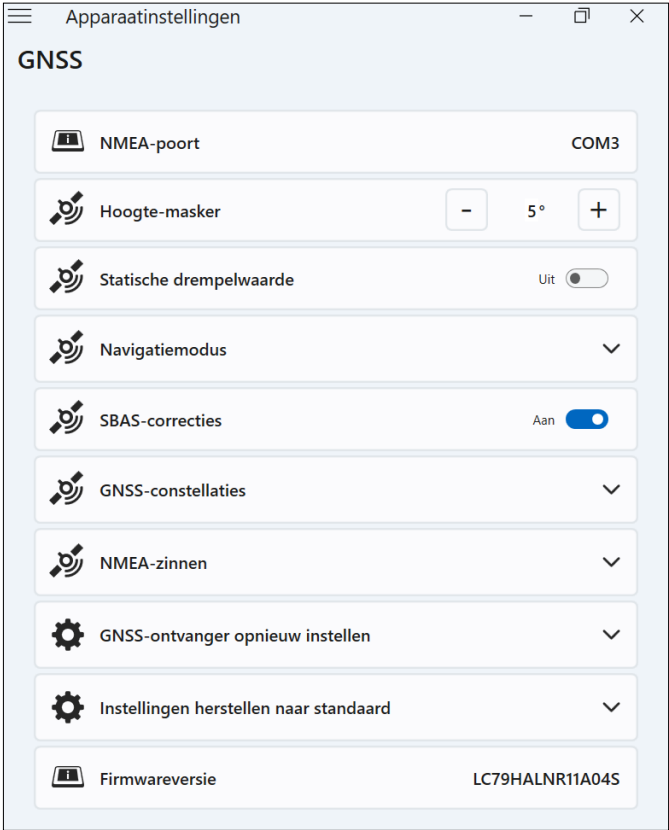 Apparaatinstellingen
GNSS
NMEA-poort COM3
Hoogte-masker - 5° +
Statische drempelwaarde Uit
Navigatiemodus
SBAS-correcties Aan
GNSS-constellaties
NMEA-zinnen
GNSS-ontvanger opnieuw instellen
Instellingen herstellen naar standaard
Firmwareversie LC79HALNR11A04S